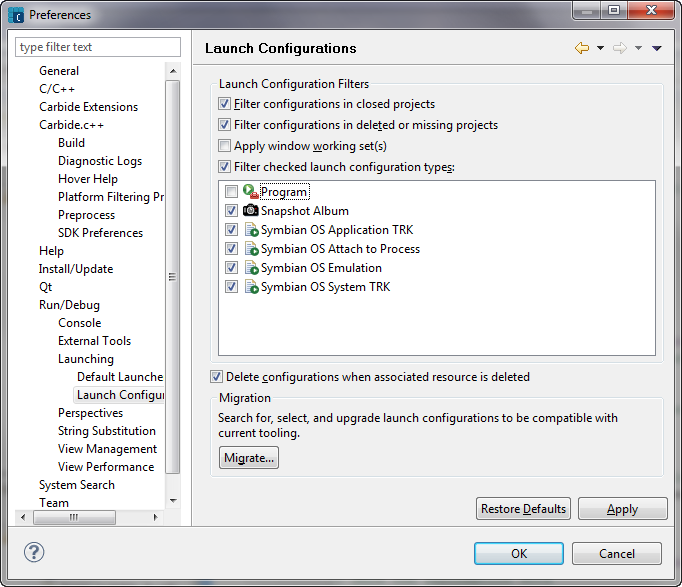 Preferences
type filter text
General
C/C++
Carbide Extensions
Carbide.c++
Build
Diagnostic Logs
Hover Help
Platform Filtering Pr
Preprocess
SDK Preferences
Help
Install/Update
Qt
Run/Debug
Console
External Tools
Launching
Default Launche
Launch Configur
Perspectives
String Substitution
View Management
View Performance
System Search
Team
Launch Configurations
Launch Configuration Filters
Filter configurations in closed projects
Filter configurations in deleted or missing projects
Apply window working set(s)
Filter checked launch configuration types:
Program
Snapshot Album
Symbian OS Application TRK
Symbian OS Attach to Process
Symbian OS Emulation
Symbian OS System TRK
Delete configurations when associated resource is deleted
Migration
Search for, select, and upgrade launch configurations to be compatible with
current tooling.
Migrate...
Restore Defaults
Apply
OK
Cancel